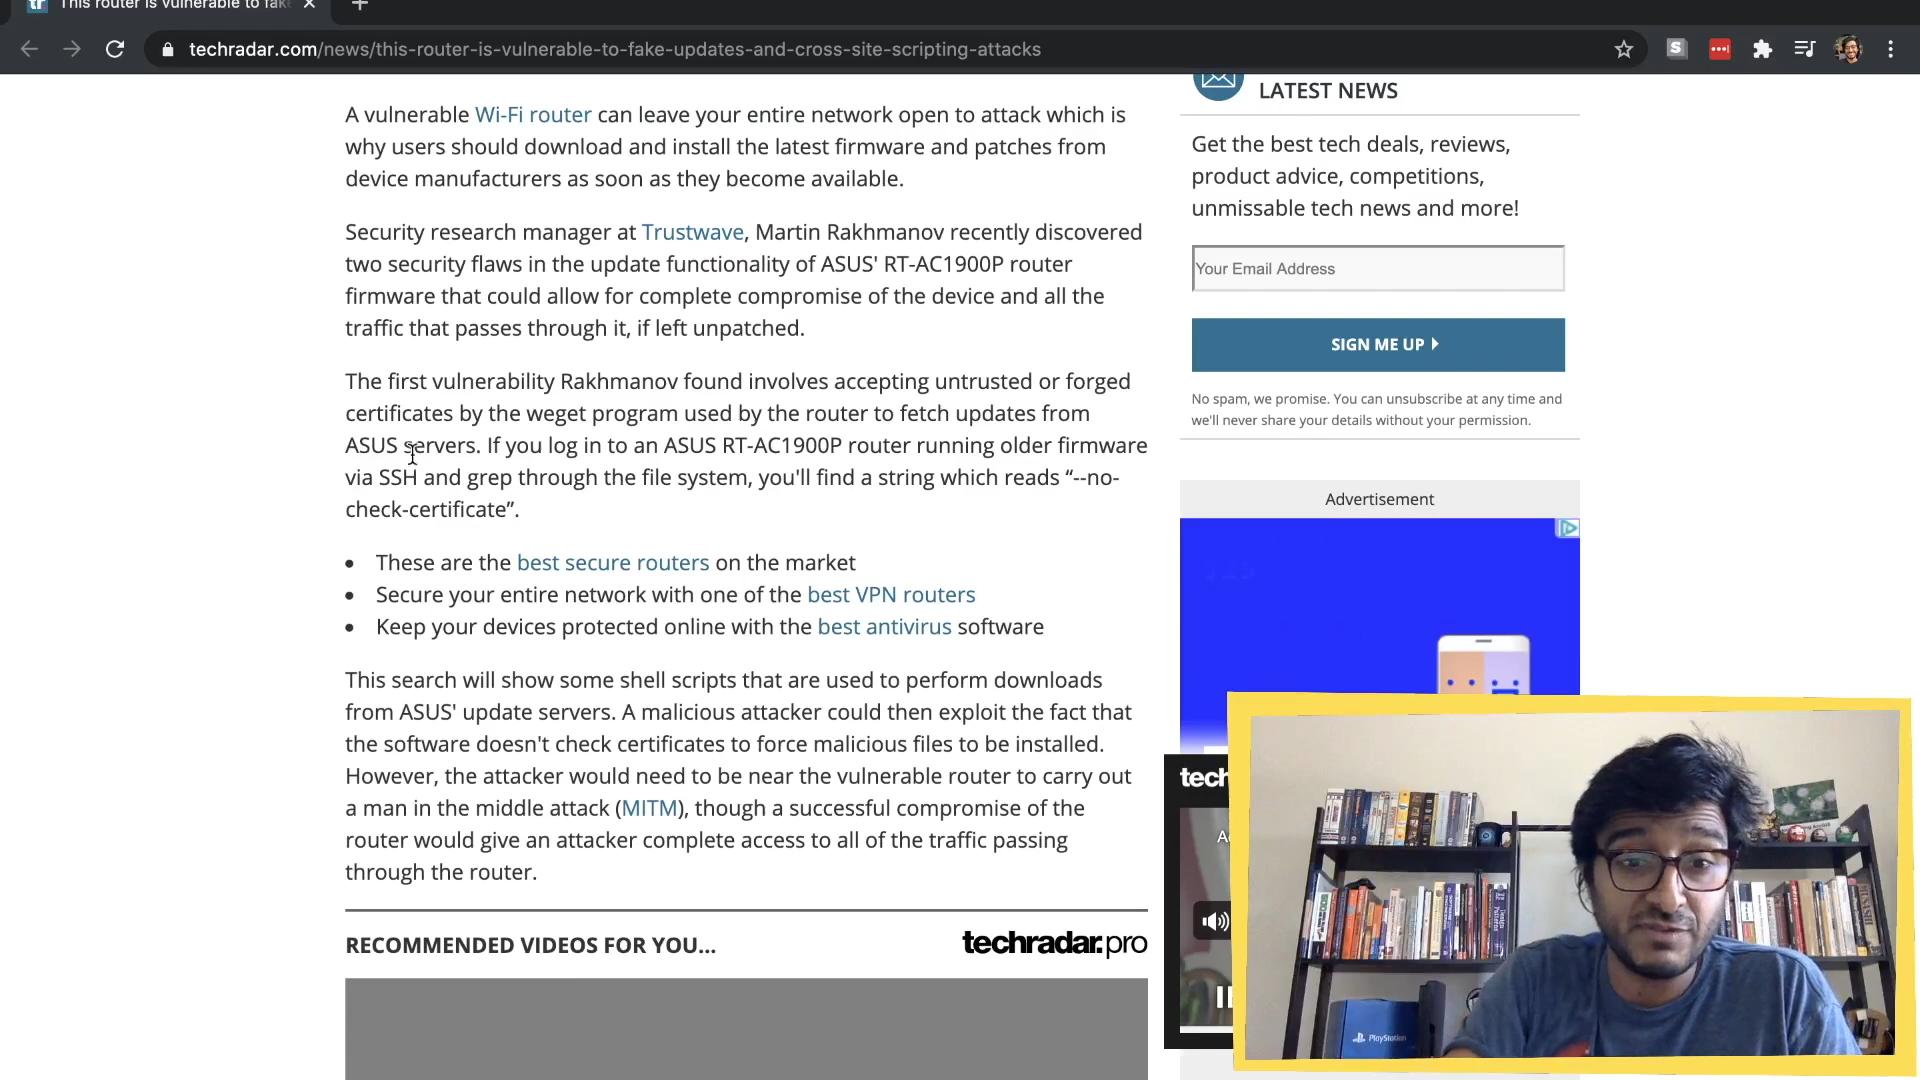 tr This router is vulnerable to fake
techradar.com/news/this-router-is-vulnerable-to-fake-updates-and-cross-site-scripting-attacks
S
A vulnerable Wi-Fi router can leave your entire network open to attack which is
why users should download and install the latest firmware and patches from
device manufacturers as soon as they become available.
Security research manager at Trustwave, Martin Rakhmanov recently discovered
two security flaws in the update functionality of ASUS' RT-AC1900P router
firmware that could allow for complete compromise of the device and all the
traffic that passes through it, if left unpatched.
The first vulnerability Rakhmanov found involves accepting untrusted or forged
certificates by the weget program used by the router to fetch updates from
ASUS servers. If you log in to an ASUS RT-AC1900P router running older firmware
via SSH and grep through the file system, you'll find a string which reads “--no-
check-certificate”.
• These are the best secure routers on the market
• Secure your entire network with one of the best VPN routers
• Keep your devices protected online with the best antivirus software
This search will show some shell scripts that are used to perform downloads
from ASUS' update servers. A malicious attacker could then exploit the fact that
the software doesn't check certificates to force malicious files to be installed.
However, the attacker would need to be near the vulnerable router to carry out
a man in the middle attack (MITM), though a successful compromise of the
router would give an attacker complete access to all of the traffic passing
through the router.
RECOMMENDED VIDEOS FOR YOU...
techradar.pro
LATEST NEWS
Get the best tech deals, reviews,
product advice, competitions,
unmissable tech news and more!
Your Email Address
SIGN ME UP
No spam, we promise. You can unsubscribe at any time and
we'll never share your details without your permission.
Advertisement
tech
PlayStation